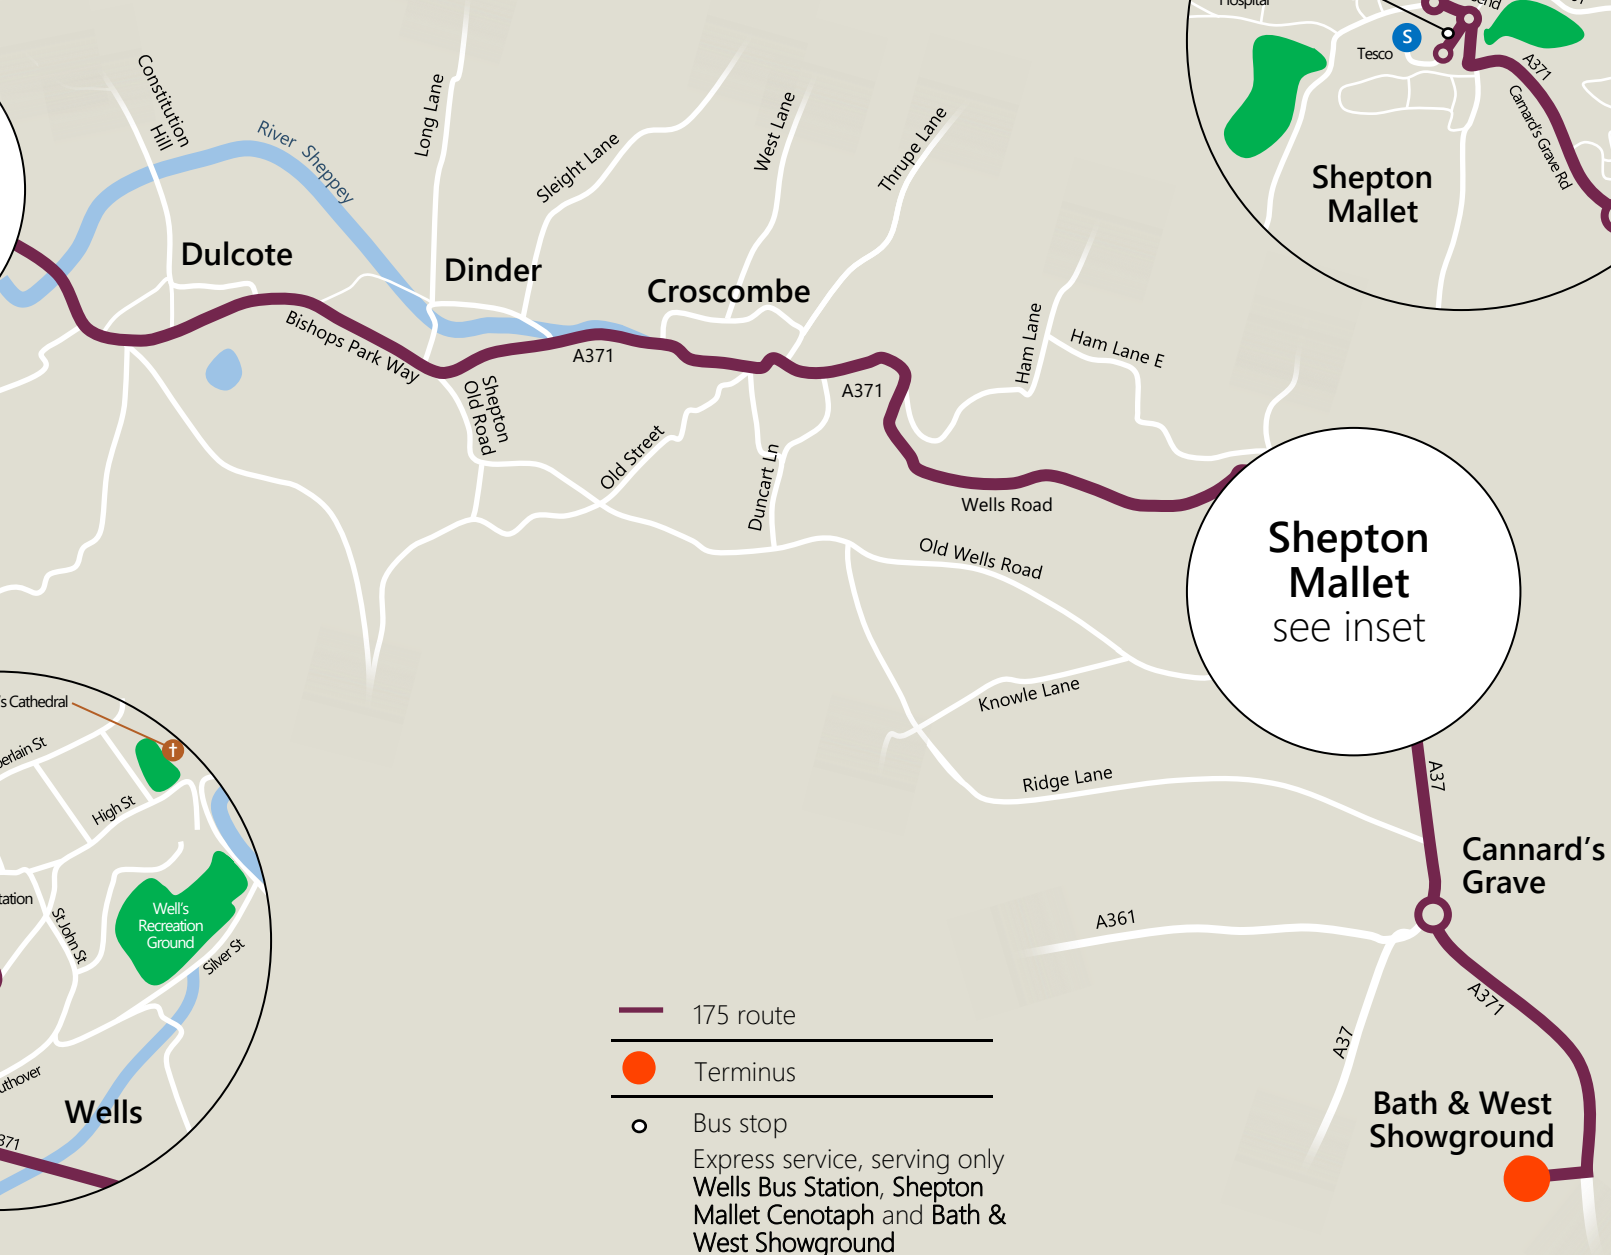 Hospital
Tesco
S
A371
Cannard's Grave Rd
Shepton
Mallet
Constitution
Hill
River Sheppey
Long Lane
Sleight Lane
West Lane
Thrupe Lane
Dulcote
Dinder
Croscombe
Bishops Park Way
A371
A371
Shepton
Old Road
Old Street
Duncart Ln
Ham Lane
Ham Lane E
Wells Road
Old Wells Road
Knowle Lane
Ridge Lane
Shepton
Mallet
see inset
A37
Cannard's
Grave
A361
A37
A371
Bath & West
Showground
's Cathedral
High St
St John St
Well's
Recreation
Ground
Silver St
Wells
175 route
Terminus
Bus stop
Express service, serving only
Wells Bus Station, Shepton
Mallet Cenotaph and Bath &
West Showground